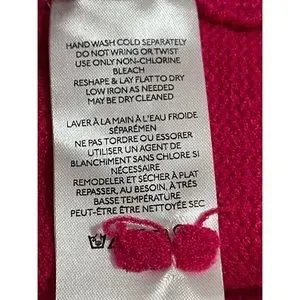 HAND WASH COLD SEPARATELY
DO NOT WRING OR TWIST
USE ONLY NON-CHLORINE
BLEACH
RESHAPE & LAY FLAT TO DRY
LOW IRON AS NEEDED
MAY BE DRY CLEANED
LAVER À LA MAIN À L'EAU FROIDE
SÉPARÉMEN
NE PAS TORDRE OU ESSORER
UTILISER UN AGENT DE
BLANCHIMENT SANS CHLORE SI
NÉCESSAIRE
REMODELER ET SÉCHER À PLAT
REPASSER, AU BESOIN, À TRÈS
BASSE TEMPÉRATURE
PEUT-ÊTRE NETTOYÉE SEC